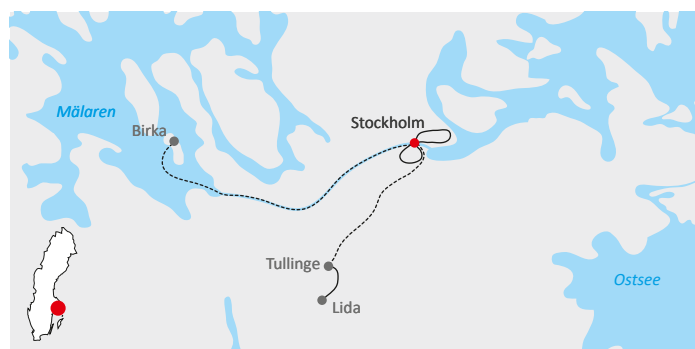 Mälaren
Birka
Stockholm
Tullinge
Lida
Ostsee